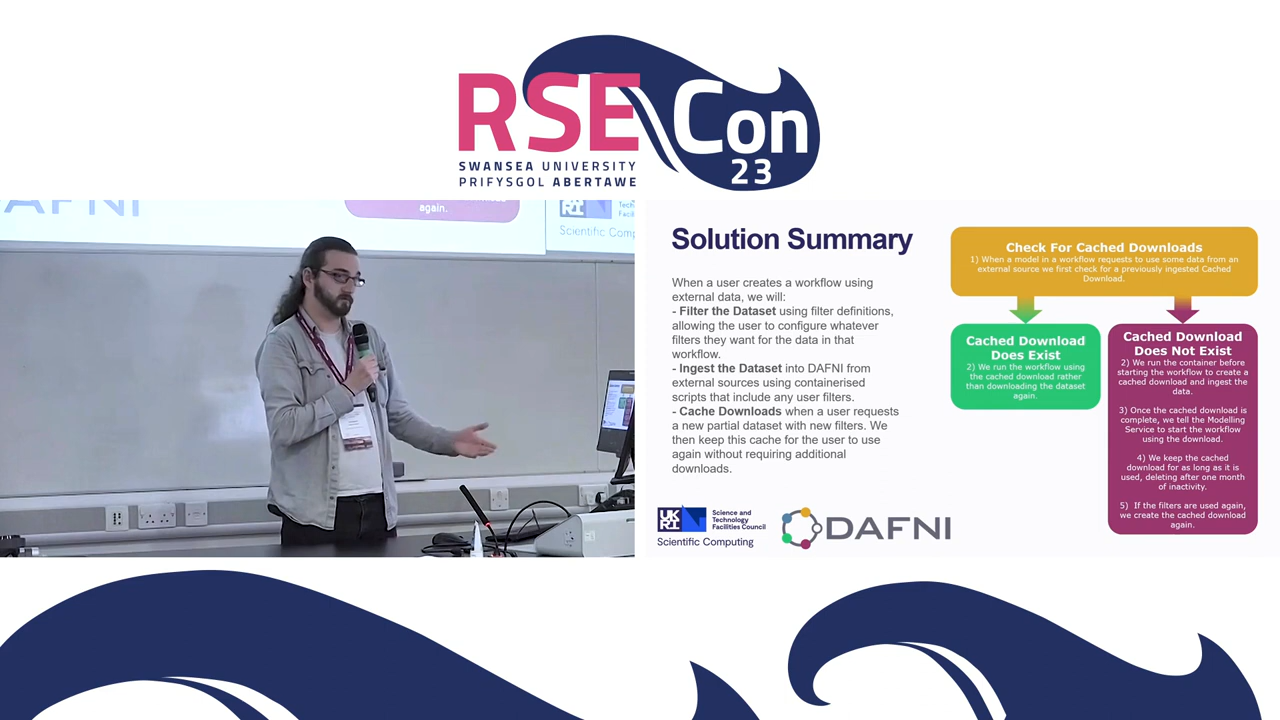 RSE Con
23
SWANSEA UNIVERSITY
PRIFYSGOL ABERTAWE
DAFNI
again.
Scientific Comp
Solution Summary
When a user creates a workflow using
external data, we will:
- Filter the Dataset using filter definitions,
allowing the user to configure whatever
filters they want for the data in that
workflow.
- Ingest the Dataset into DAFNI from
external sources using containerised
scripts that include any user filters.
- Cache Downloads when a user requests
a new partial dataset with new filters. We
then keep this cache for the user to use
again without requiring additional
downloads.
UKRI
Science and
Technology
Facilities Council
Scientific Computing
DAFNI
Check For Cached Downloads
1) When a model in a workflow requests to use some data from an
external source we first check for a previously ingested Cached
Download.
Cached Download
Does Exist
2) We run the workflow using
the cached download rather
than downloading the dataset
again.
Cached Download
Does Not Exist
2) We run the container before
starting the workflow to create a
cached download and ingest the
data.
3) Once the cached download is
complete, we tell the Modelling
Service to start the workflow
using the download.
4) We keep the cached
download for as long as it is
used, deleting after one month
of inactivity.
5) If the filters are used again,
we create the cached download
again.